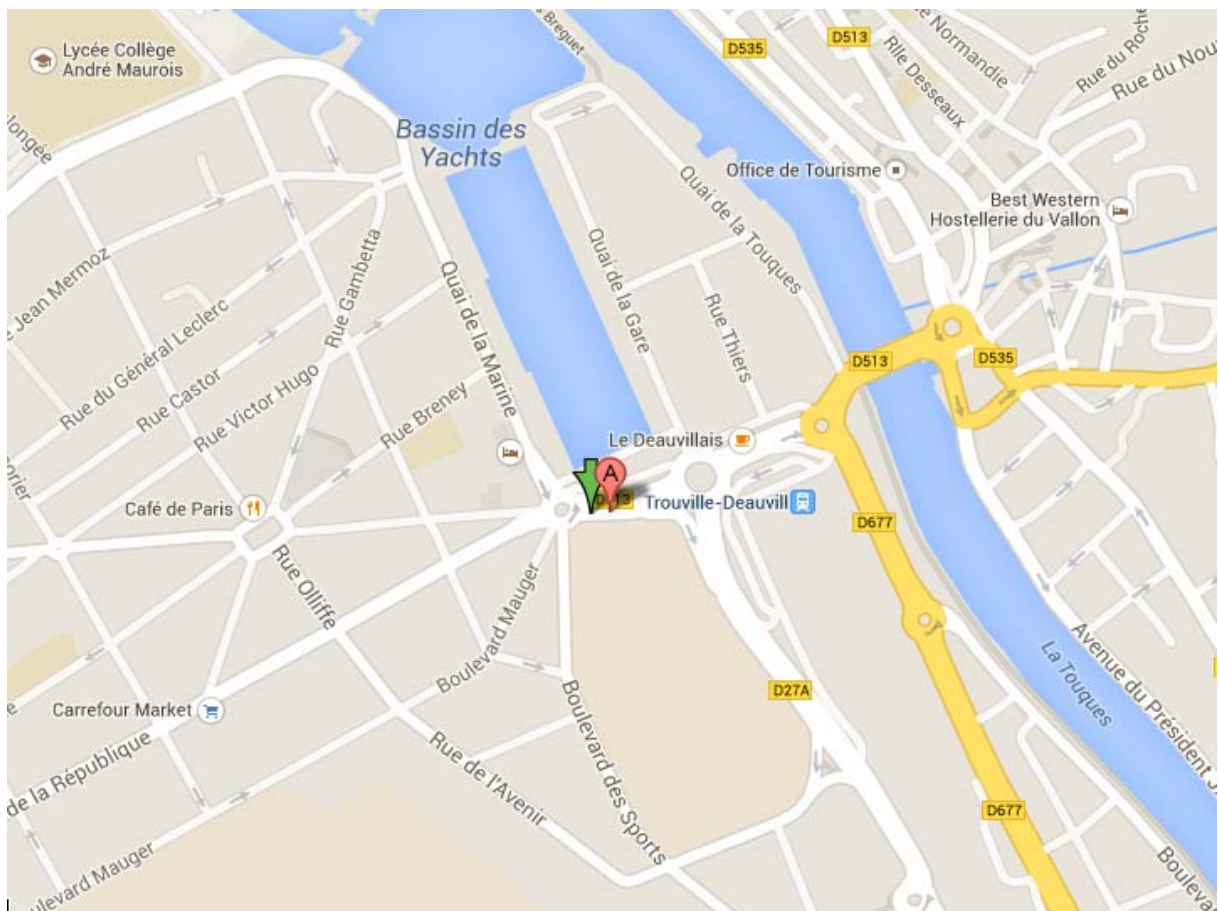 Lycée Collège
André Maurois
Bassin des
Yachts
Breguet
D535
D513
Normandie
Rlle Desseaux
Rue du Nou
Office de Tourisme
Best Western
Hostellerie du Vallon
Quai de la Touques
Quai de la Gare
Rue Thiers
Quai de la Marine
Rue Gambetta
Jean Mermoz
Rue du Général Leclerc
Rue Castor
Rue Victor Hugo
Rue Breney
D513
D535
Le Deauvillais
A
Trouville-Deauvill
Café de Paris
D677
Rue Olliffe
Boulevard Mauger
Carrefour Market
de la République
Rue de l'Avenir
Boulevard des Sports
D27A
La Touques
Avenue du Président
D677
Boulevard Mauger